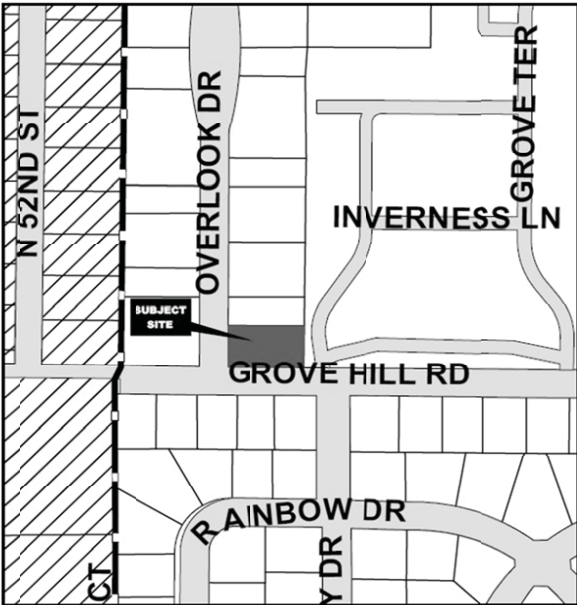 N 52ND ST
OVERLOOK DR
GROVE TER
INVERNESS LN
SUBJECT
SITE
GROVE HILL RD
RAINBOW DR
CT
Y DR